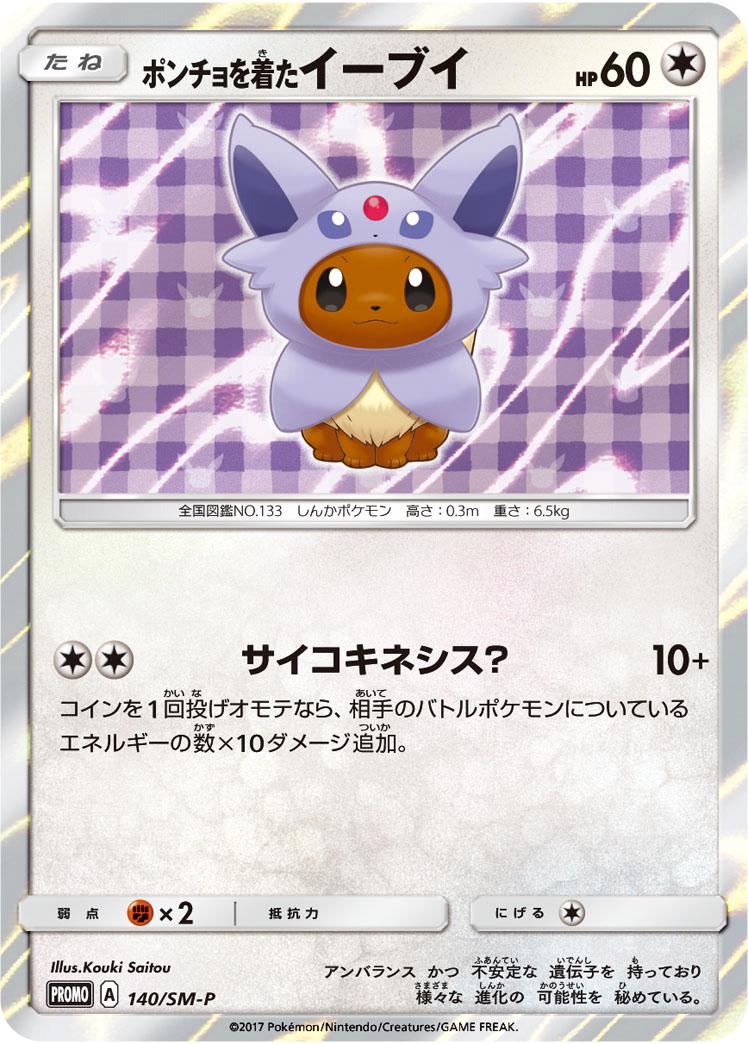 たね ポンチョを着たイーブイ HP60
全国図鑑NO.133 しんかポケモン 高さ：0.3m 重さ：6.5kg
サイコキネシス？ 10+
コインを1回投げオモテなら、相手のバトルポケモンについている
エネルギーの数×10ダメージ追加。
弱点 ×2 抵抗力 にげる
Illus.Kouki Saitou
PROMO A 140/SM-P
アンバランス かつ 不安定な 遺伝子を 持っており
様々な 進化の 可能性を 秘めている。
©2017 Pokémon/Nintendo/Creatures/GAME FREAK.